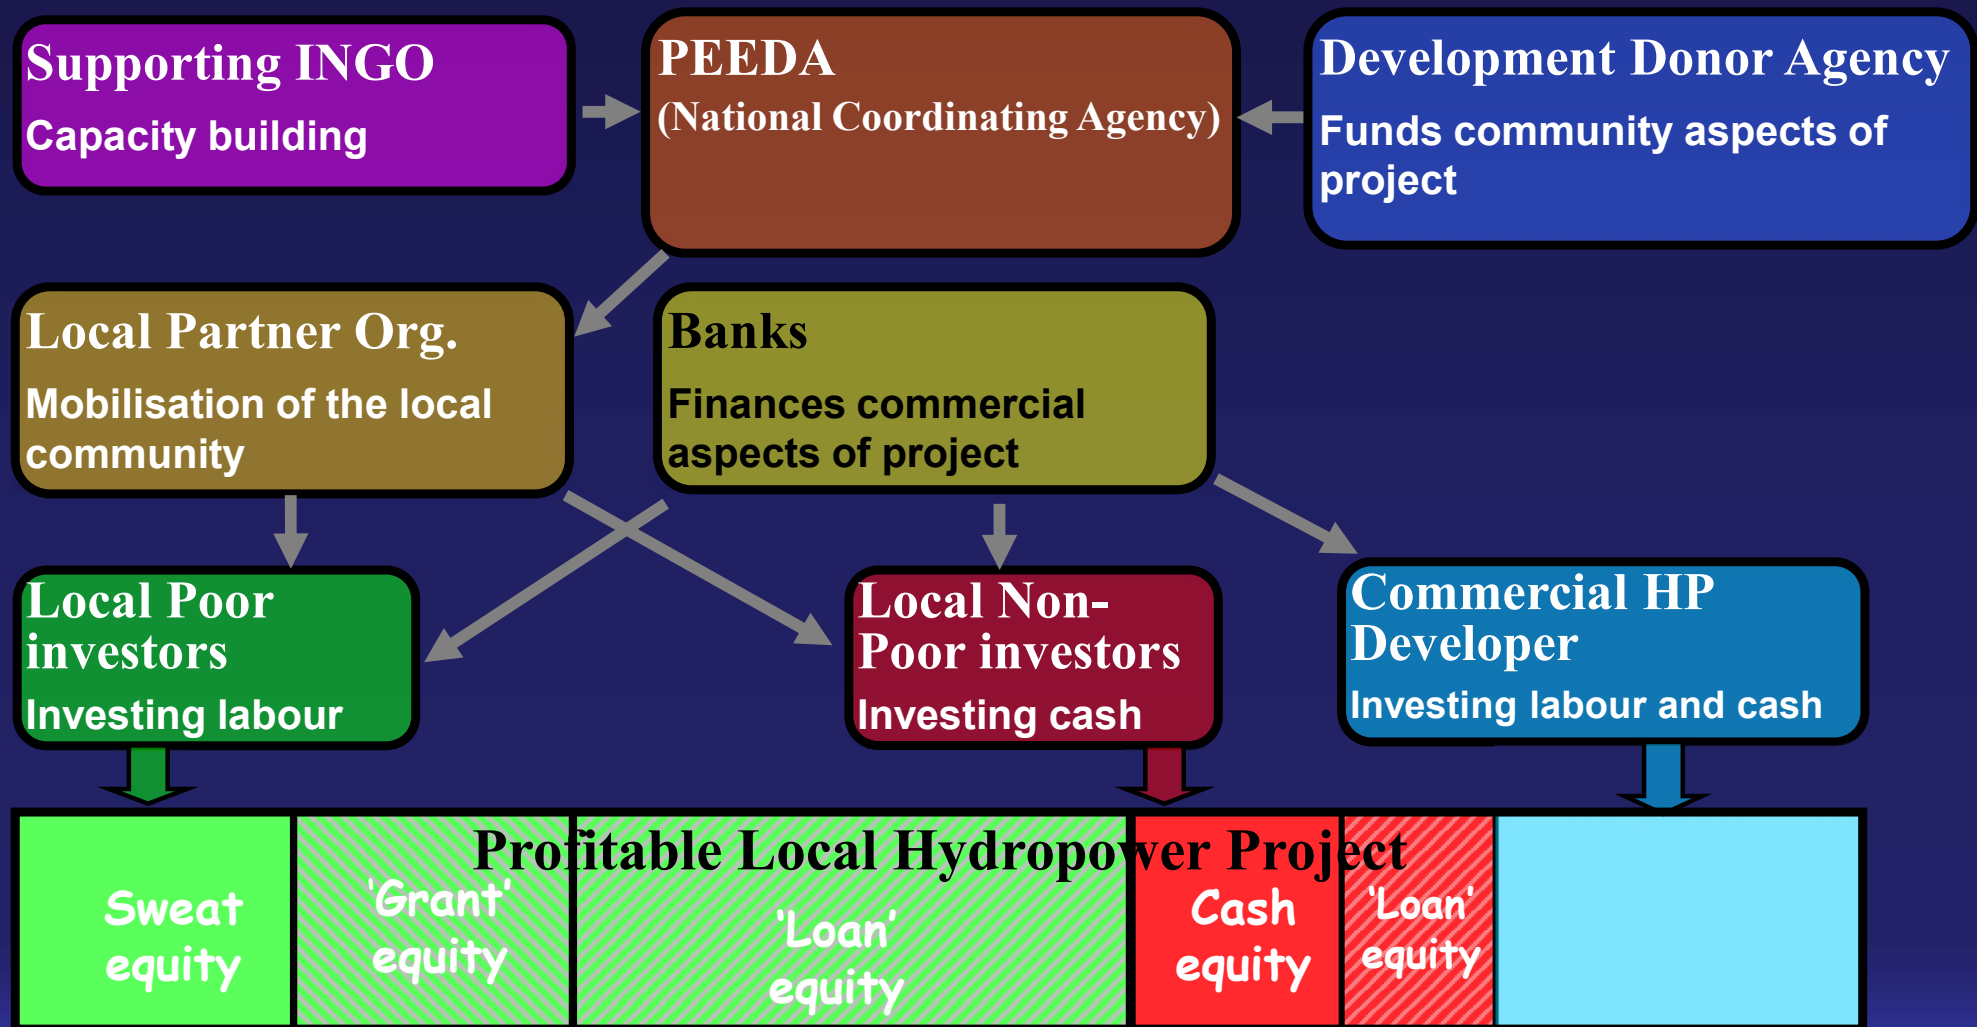 Supporting INGO
Capacity building
PEEDA
(National Coordinating Agency)
Development Donor Agency
Funds community aspects of
project
Local Partner Org.
Mobilisation of the local
community
Banks
Finances commercial
aspects of project
Local Poor
investors
Investing labour
Local Non-
Poor investors
Investing cash
Commercial HP
Developer
Investing labour and cash
Profitable Local Hydropower Project
Sweat
equity
‘Grant’
equity
‘Loan’
equity
Cash
equity
‘Loan’
equity